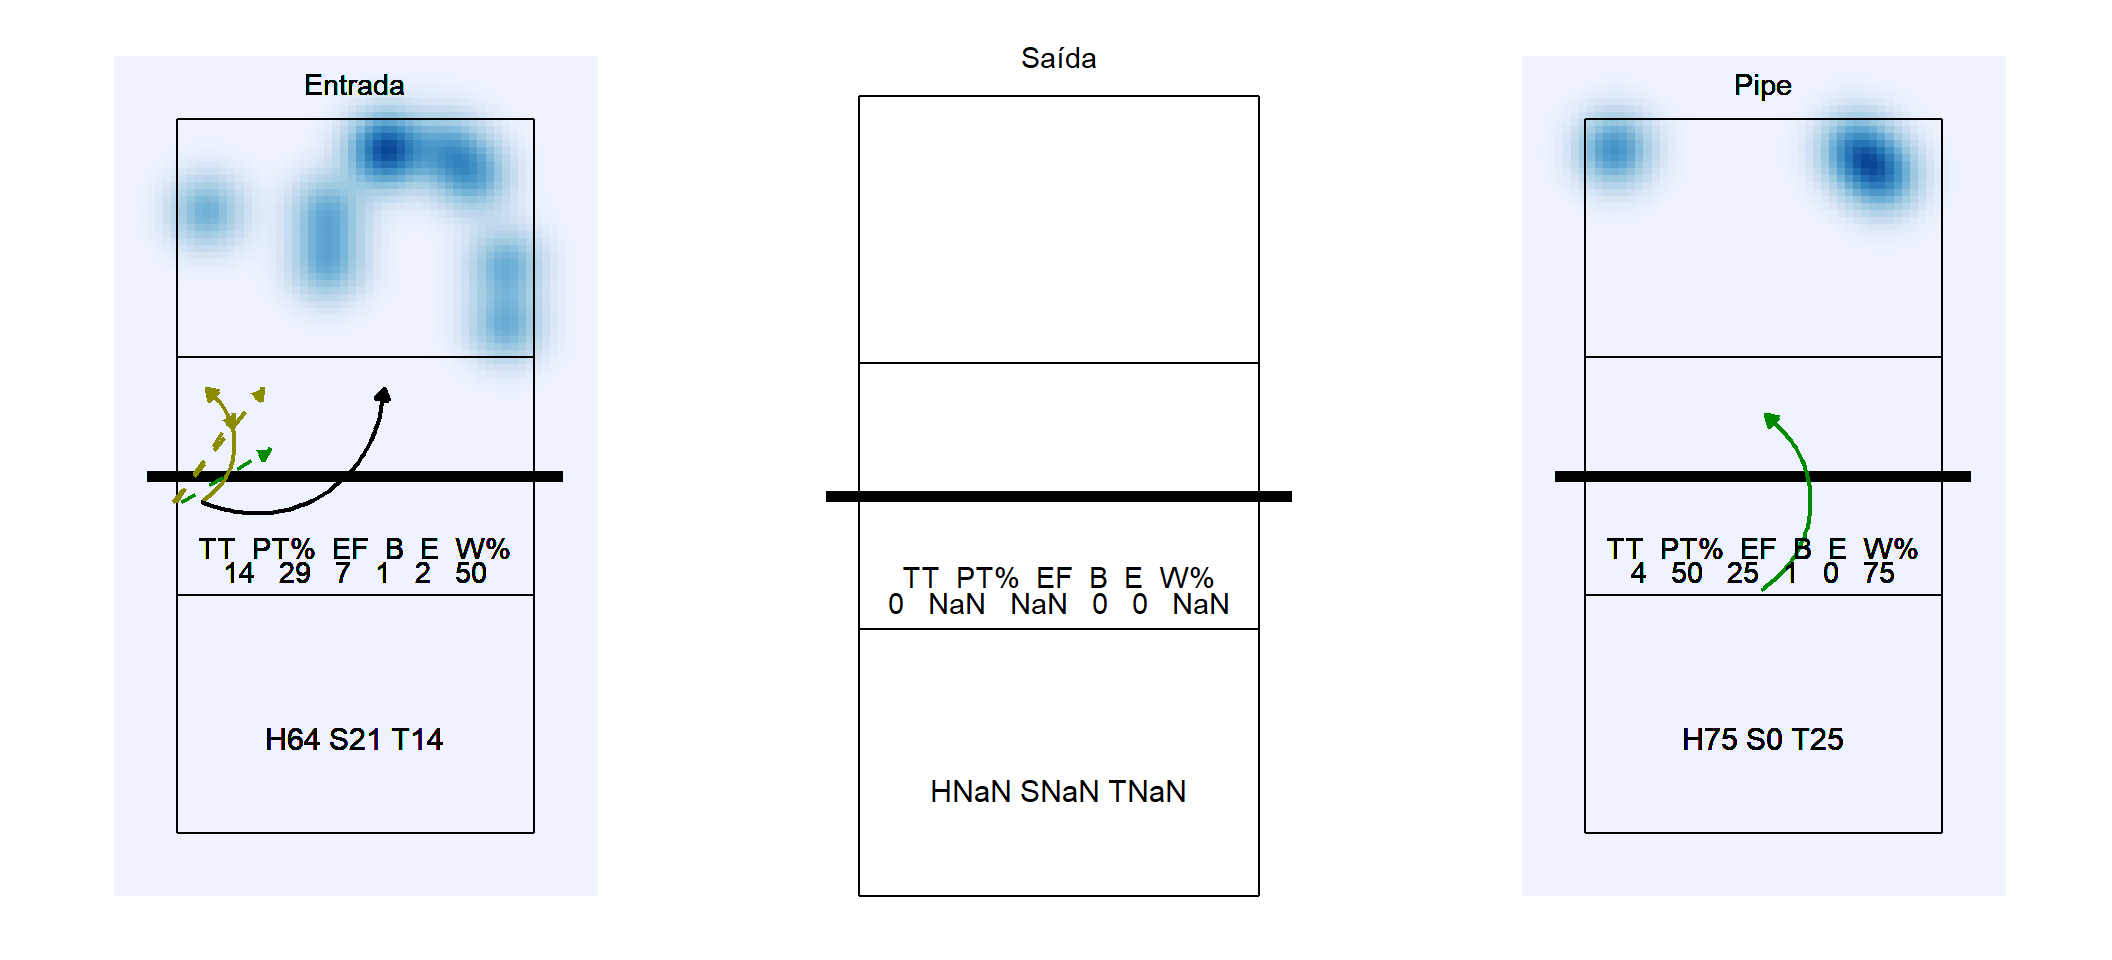 Entrada
TT PT% EF B E W%
14 29 7 1 2 50
H64 S21 T14
Saída
TT PT% EF B E W%
0 NaN NaN 0 0 NaN
HNaN SNaN TNaN
Pipe
TT PT% EF B E W%
4 50 25 1 0 75
H75 S0 T25